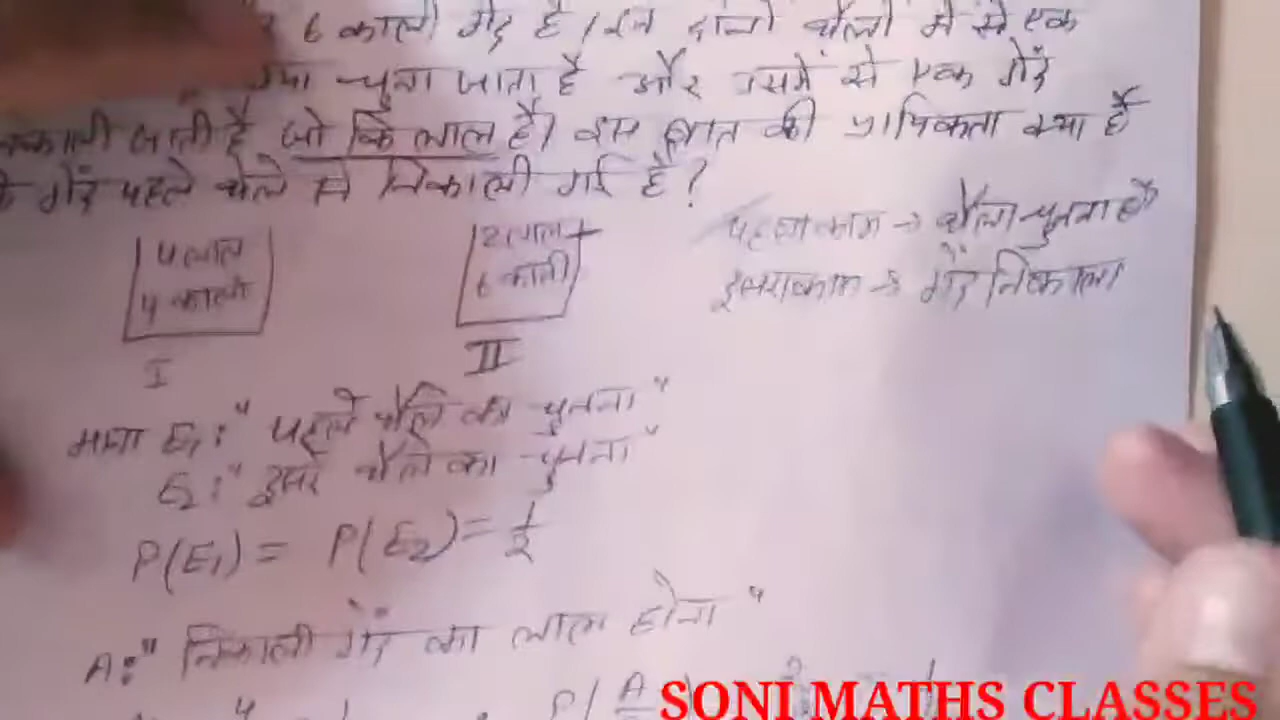 6 काली गेंद है। इन दोनों थैलों में से एक
चुना जाता है और उसमें से एक गेंद
निकाली जाती है जो कि लाल है। इस बात की प्रायिकता क्या है
कि गेंद पहले थैले से निकाली गई है?
4 लाल
4 काली
I
2 लाल
6 काली
II
पहलाकाम → थैला चुनना है
दूसराकाम → गेंद निकालना
माना E₁: "पहले थैले का चुनना"
E₂: "दूसरे थैले का चुनना"
P(E₁) = P(E₂) = 1/2
A: "निकाली गेंद का लाल होना"
SONI MATHS CLASSES